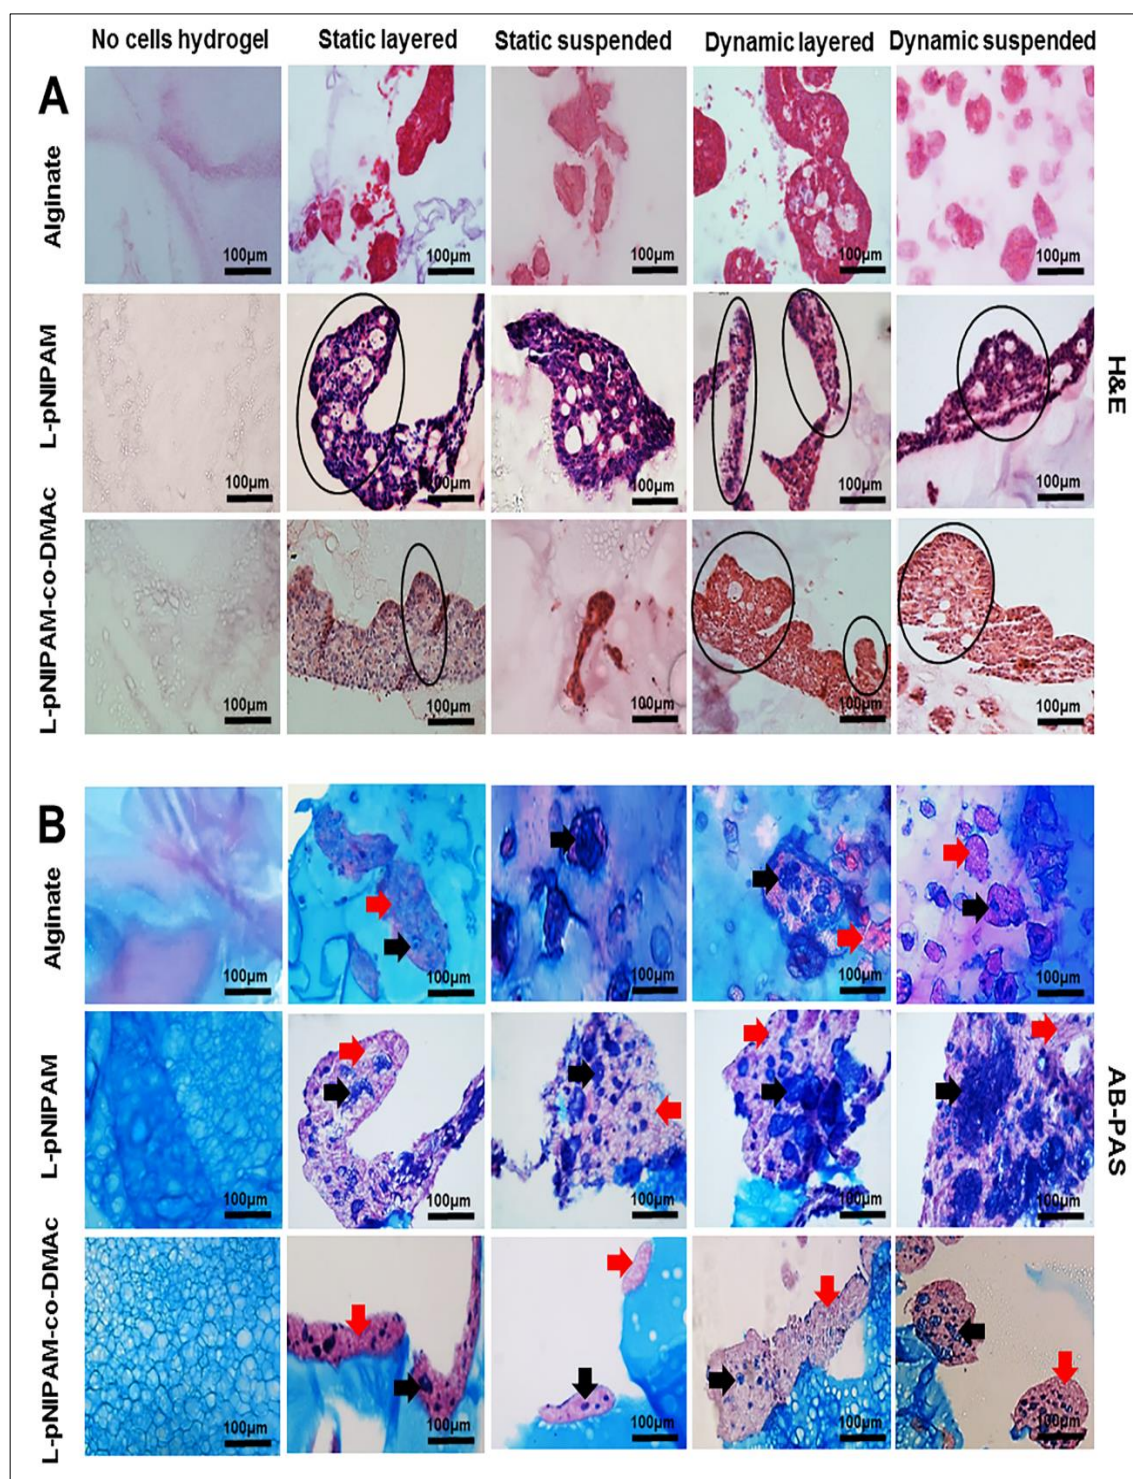 No cells hydrogel Static layered Static suspended Dynamic layered Dynamic suspended
A
Alginate
100µm 100µm 100µm 100µm 100µm
L-pNIPAM
100µm 100µm 100µm 100µm 100µm
H&E
L-pNIPAM-co-DMAc
100µm 100µm 100µm 100µm 100µm
B
Alginate
100µm 100µm 100µm 100µm 100µm
L-pNIPAM
100µm 100µm 100µm 100µm 100µm
AB-PAS
L-pNIPAM-co-DMAc
100µm 100µm 100µm 100µm 100µm